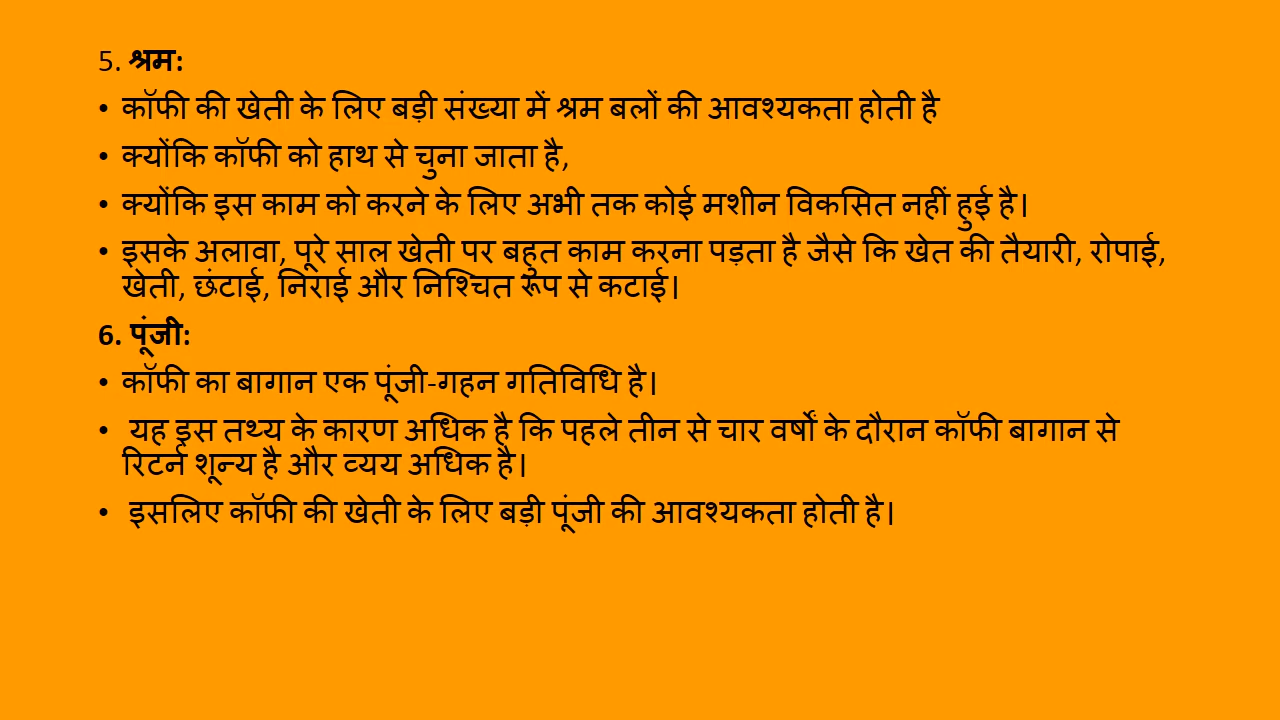 5. श्रम:
• कॉफी की खेती के लिए बड़ी संख्या में श्रम बलों की आवश्यकता होती है
• क्योंकि कॉफी को हाथ से चुना जाता है,
• क्योंकि इस काम को करने के लिए अभी तक कोई मशीन विकसित नहीं हुई है।
• इसके अलावा, पूरे साल खेती पर बहुत काम करना पड़ता है जैसे कि खेत की तैयारी, रोपाई,
खेती, छंटाई, निराई और निश्चित रूप से कटाई।
6. पूंजी:
• कॉफी का बागान एक पूंजी-गहन गतिविधि है।
• यह इस तथ्य के कारण अधिक है कि पहले तीन से चार वर्षों के दौरान कॉफी बागान से
रिटर्न शून्य है और व्यय अधिक है।
• इसलिए कॉफी की खेती के लिए बड़ी पूंजी की आवश्यकता होती है।